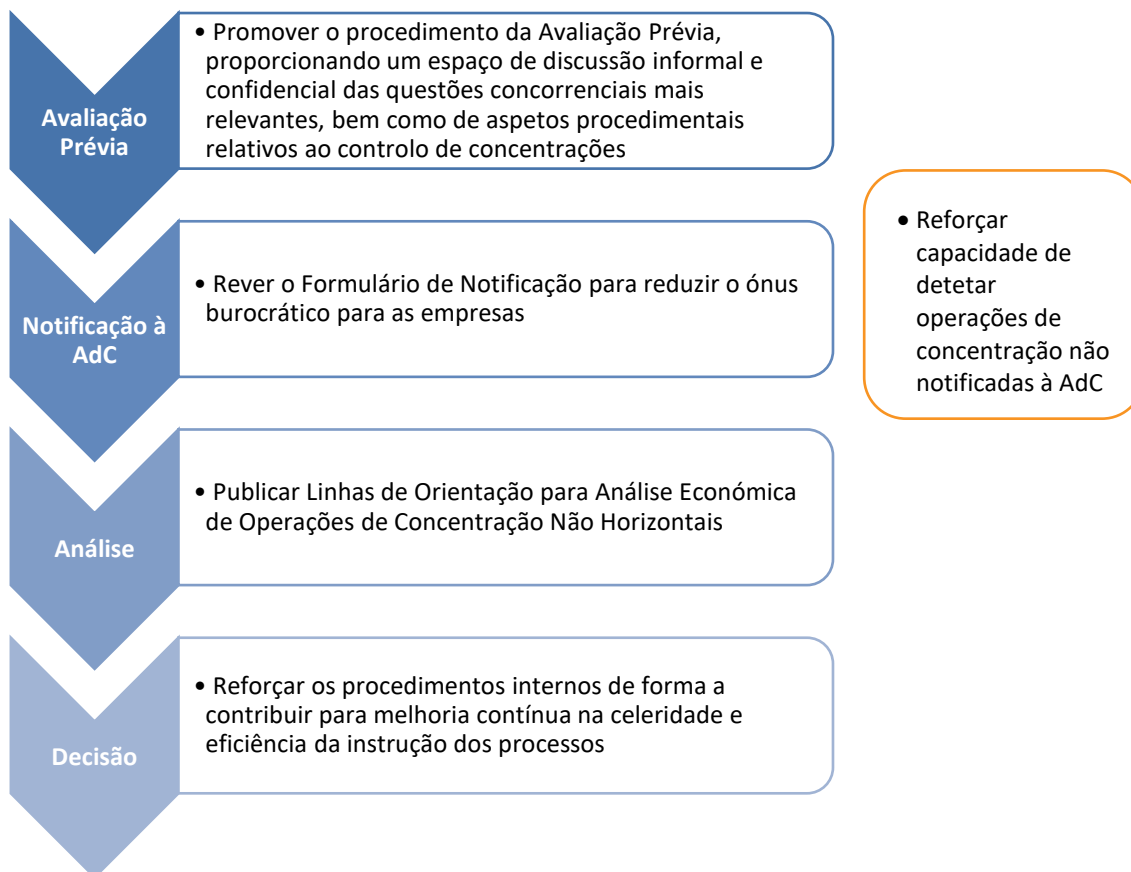 Avaliação
Prévia
• Promover o procedimento da Avaliação Prévia,
proporcionando um espaço de discussão informal e
confidencial das questões concorrenciais mais
relevantes, bem como de aspetos procedimentais
relativos ao controlo de concentrações
Notificação à
AdC
• Rever o Formulário de Notificação para reduzir o ónus
burocrático para as empresas
Análise
• Publicar Linhas de Orientação para Análise Económica
de Operações de Concentração Não Horizontais
Decisão
• Reforçar os procedimentos internos de forma a
contribuir para melhoria contínua na celeridade e
eficiência da instrução dos processos
• Reforçar
capacidade de
detetar
operações de
concentração não
notificadas à AdC